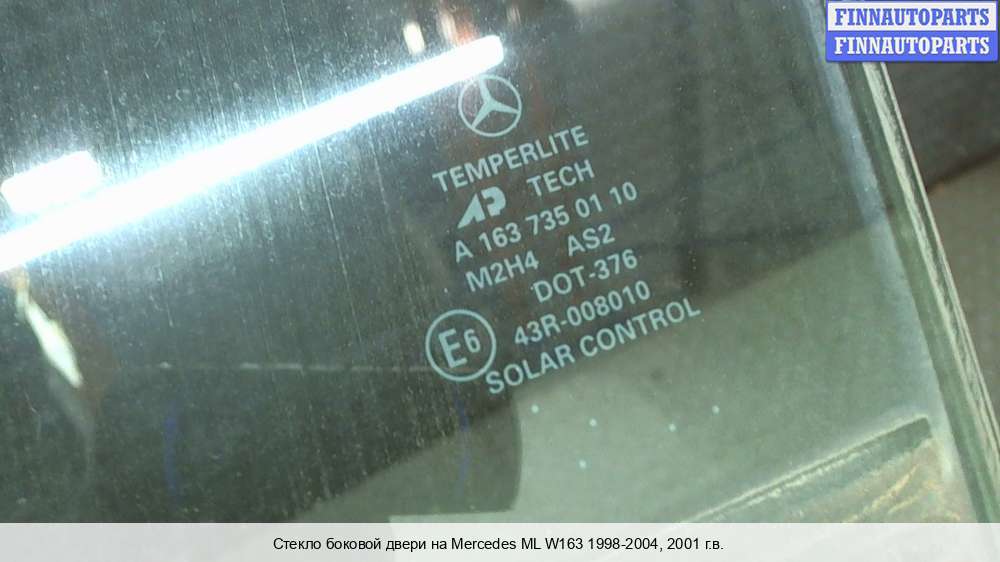 FINNAUTOPARTS
FINNAUTOPARTS
TEMPERLITE
AP TECH
A 163 735 01 10
M2H4 AS2
DOT-376
E6 43R-008010
SOLAR CONTROL
Стекло боковой двери на Mercedes ML W163 1998-2004, 2001 г.в.